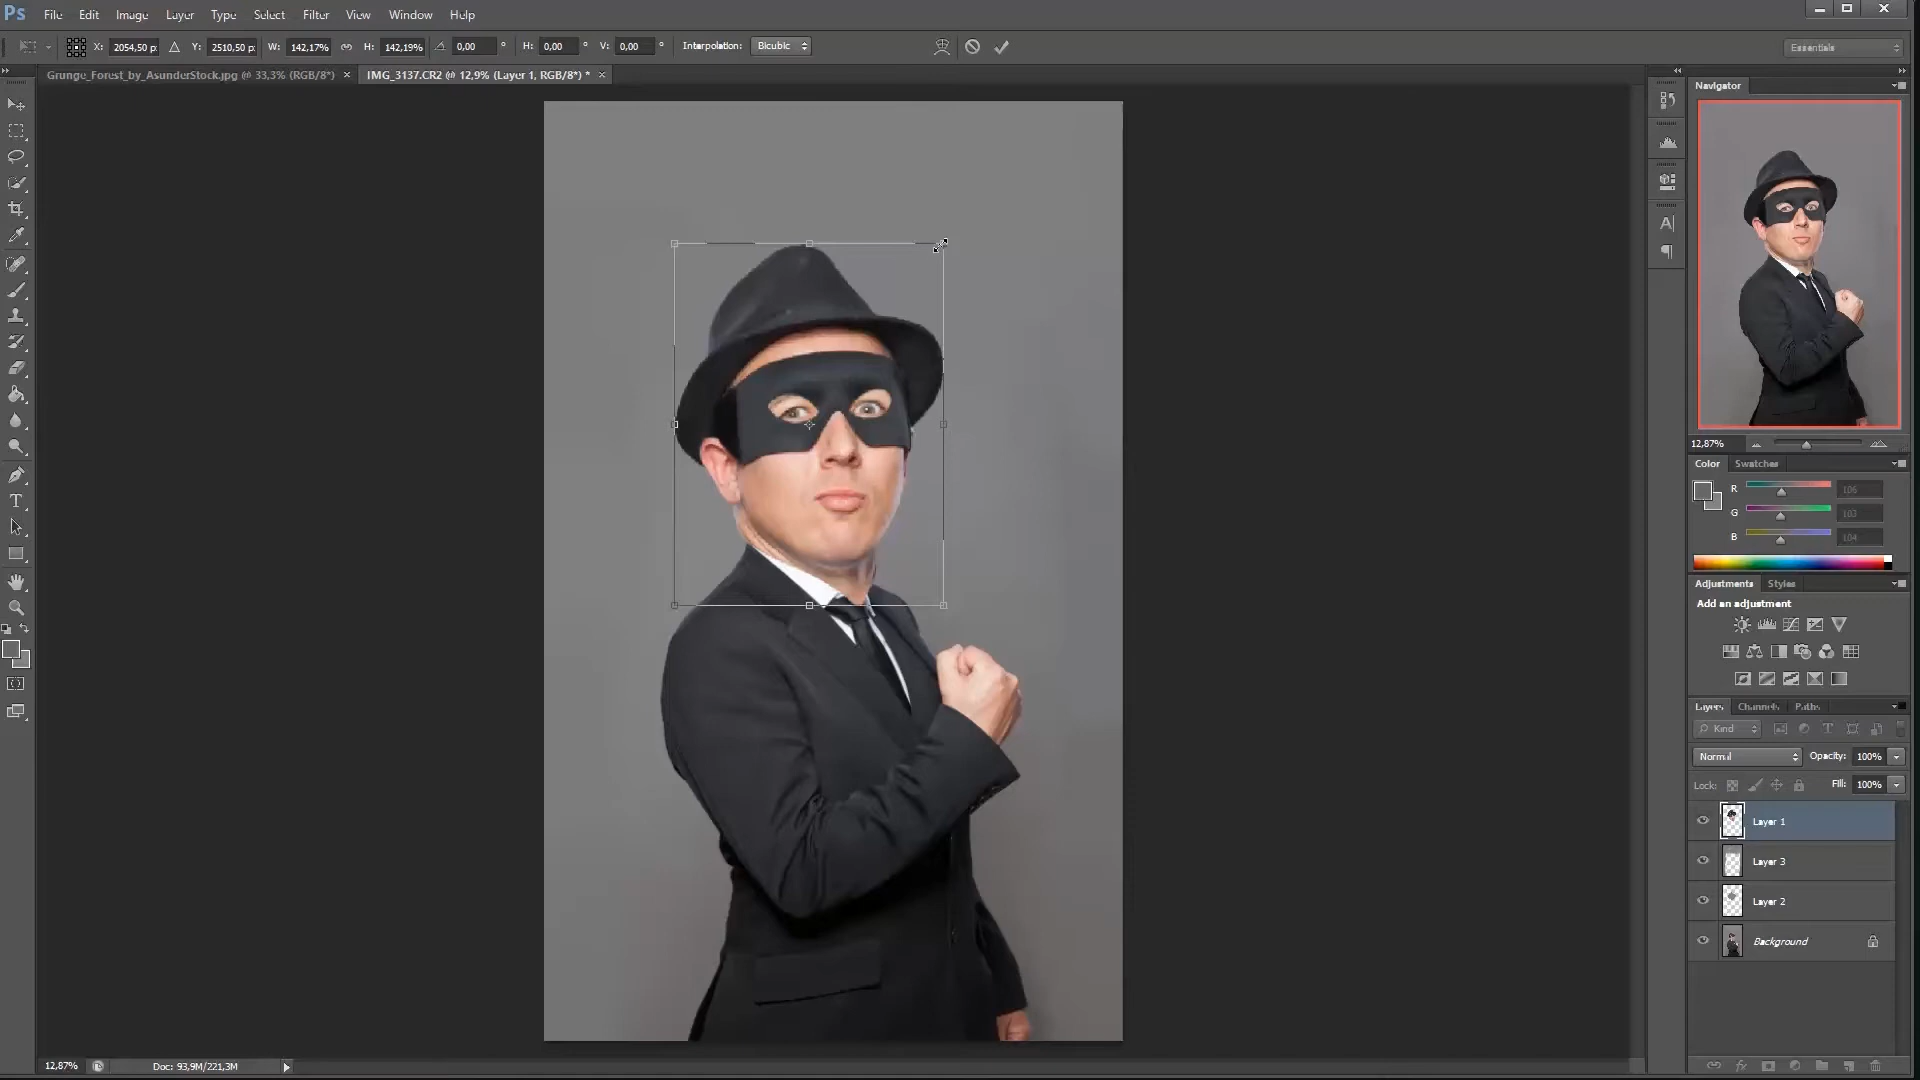 Ps File Edit Image Layer Type Select Filter View Window Help
X: 2054,50 p: Y: 2510,50 p: W: 142,17% H: 142,19% 0,00 ° H: 0,00 ° V: 0,00 ° Interpolation: Bicubic Essentials
Grunge_Forest_by_AsunderStock.jpg @ 33,3% (RGB/8*) × IMG_3137.CR2 @ 12,9% (Layer 1, RGB/8*) * ×
Navigator
12,87%
Color Swatches
R 106
G 103
B 104
Adjustments Styles
Add an adjustment
Layers Channels Paths
Kind
Normal Opacity: 100%
Lock: Fill: 100%
Layer 1
Layer 3
Layer 2
Background
12,87% Doc: 93,9M/221,3M